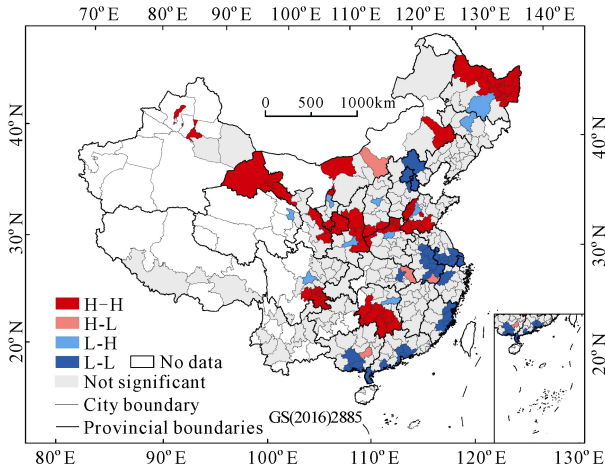 70° E 80° E 90° E 100° E 110° E 120° E 130° E 140° E
0 500 1000km
40° N 40° N
30° N 30° N
20° N 20° N
H-H
H-L
L-H
L-L No data
Not significant
City boundary
Provincial boundaries
GS(2016)2885
80° E 90° E 100° E 110° E 120° E 130° E